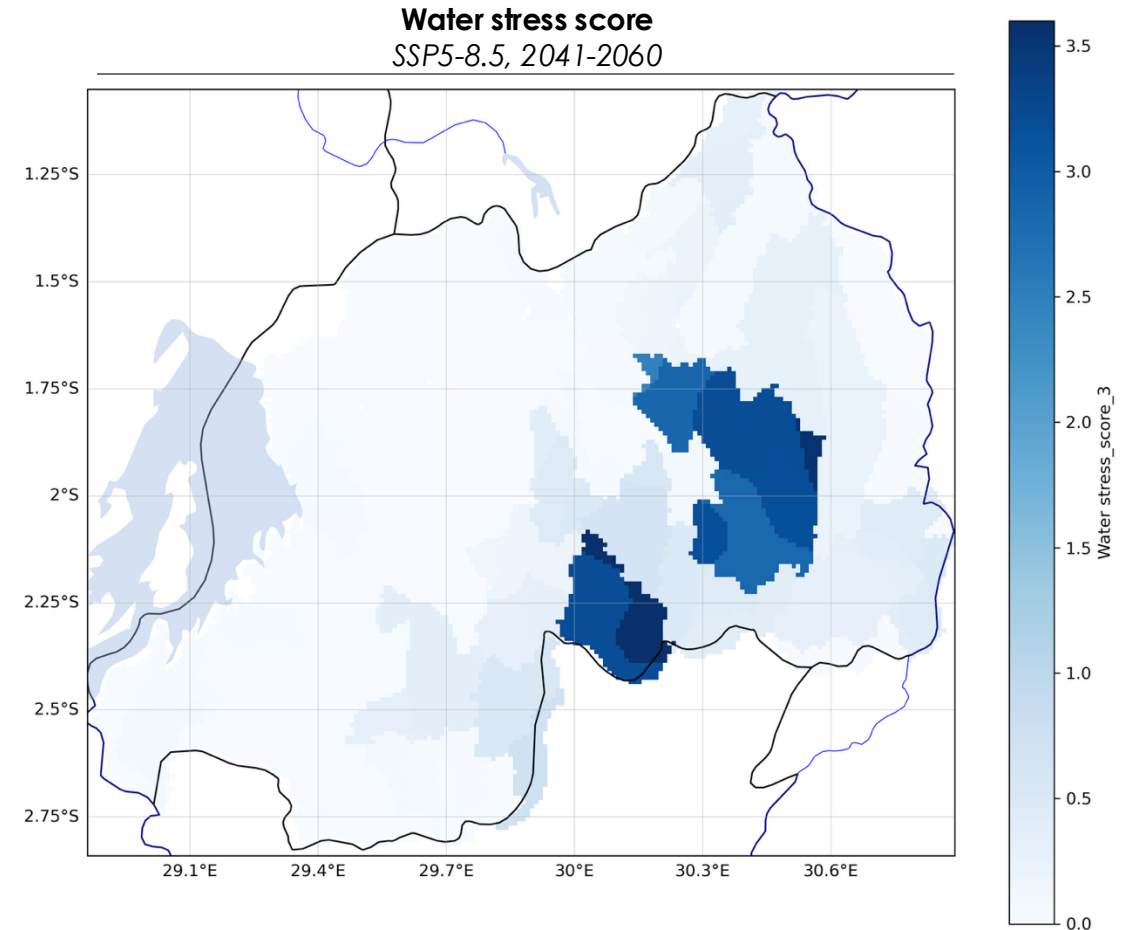 Water stress score
SSP5-8.5, 2041-2060
1.25°S
1.5°S
1.75°S
2°S
2.25°S
2.5°S
2.75°S
29.1°E
29.4°E
29.7°E
30°E
30.3°E
30.6°E
3.5
3.0
2.5
2.0
1.5
1.0
0.5
0.0
Water stress_score_3